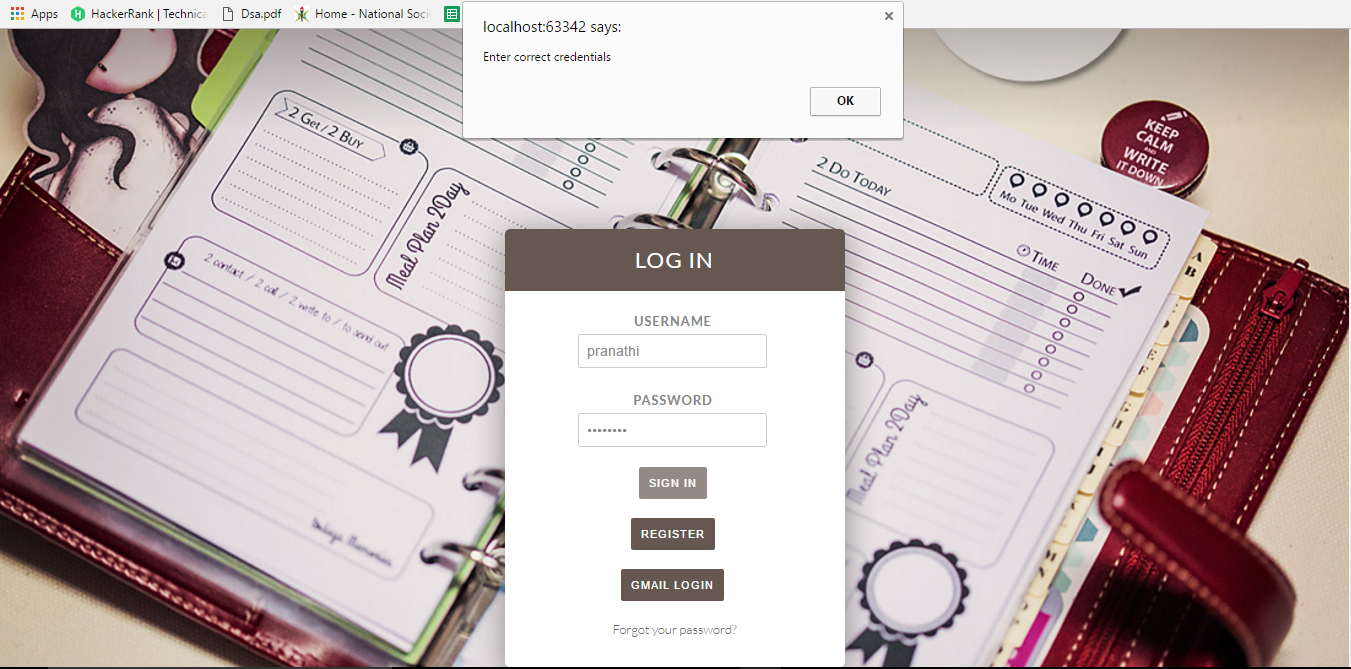 Apps
HackerRank | Technica
Dsa.pdf
Home - National Soci
localhost:63342 says:
Enter correct credentials
OK
2 Get / 2 Buy
Meal Plan 2Day
2 contact / 2 call / 2 write to / to send out
2 Do Today
KEEP
CALM
AND
WRITE
IT DOWN
Mo Tue Wed Thu Fri Sat Sun
Time
Done
A
B
LOG IN
USERNAME
pranathi
PASSWORD
••••••••
SIGN IN
REGISTER
GMAIL LOGIN
Forgot your password?
Meal Plan 2Day